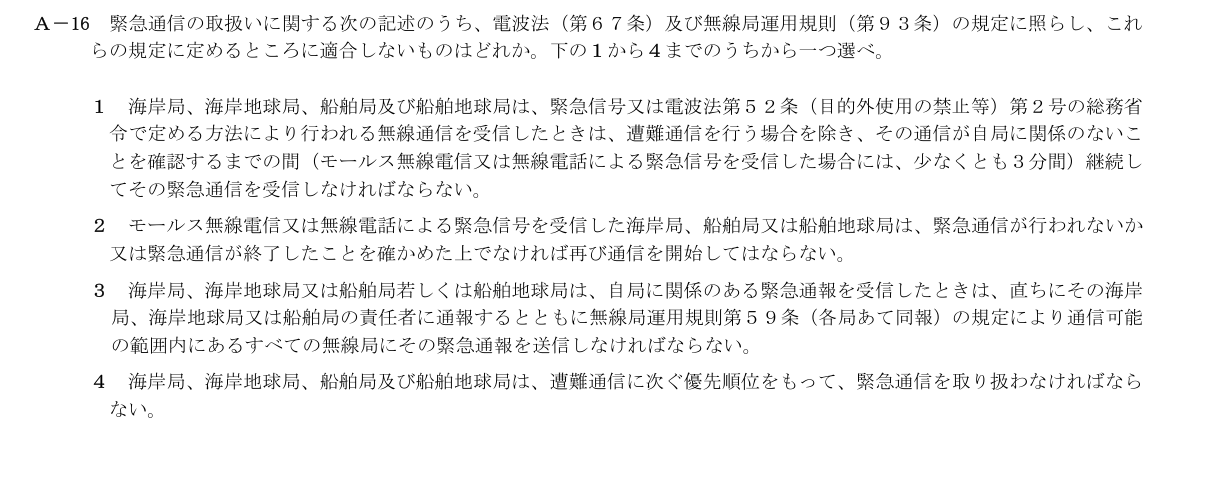 A－16　緊急通信の取扱いに関する次の記述のうち、電波法（第６７条）及び無線局運用規則（第９３条）の規定に照らし、これ
らの規定に定めるところに適合しないものはどれか。下の１から４までのうちから一つ選べ。
1　海岸局、海岸地球局、船舶局及び船舶地球局は、緊急信号又は電波法第５２条（目的外使用の禁止等）第２号の総務省
令で定める方法により行われる無線通信を受信したときは、遭難通信を行う場合を除き、その通信が自局に関係のないこ
とを確認するまでの間（モールス無線電信又は無線電話による緊急信号を受信した場合には、少なくとも３分間）継続し
てその緊急通信を受信しなければならない。
2　モールス無線電信又は無線電話による緊急信号を受信した海岸局、船舶局又は船舶地球局は、緊急通信が行われないか
又は緊急通信が終了したことを確かめた上でなければ再び通信を開始してはならない。
3　海岸局、海岸地球局又は船舶局若しくは船舶地球局は、自局に関係のある緊急通報を受信したときは、直ちにその海岸
局、海岸地球局又は船舶局の責任者に通報するとともに無線局運用規則第５９条（各局あて同報）の規定により通信可能
の範囲内にあるすべての無線局にその緊急通報を送信しなければならない。
4　海岸局、海岸地球局、船舶局及び船舶地球局は、遭難通信に次ぐ優先順位をもって、緊急通信を取り扱わなければなら
ない。